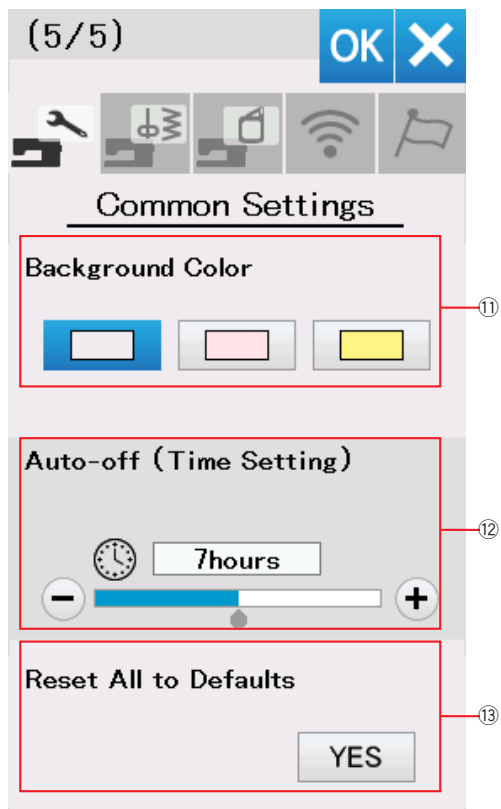 (5/5)
OK
Common Settings
Background Color
⑪
Auto-off (Time Setting)
⑫
7hours
Reset All to Defaults
⑬
YES